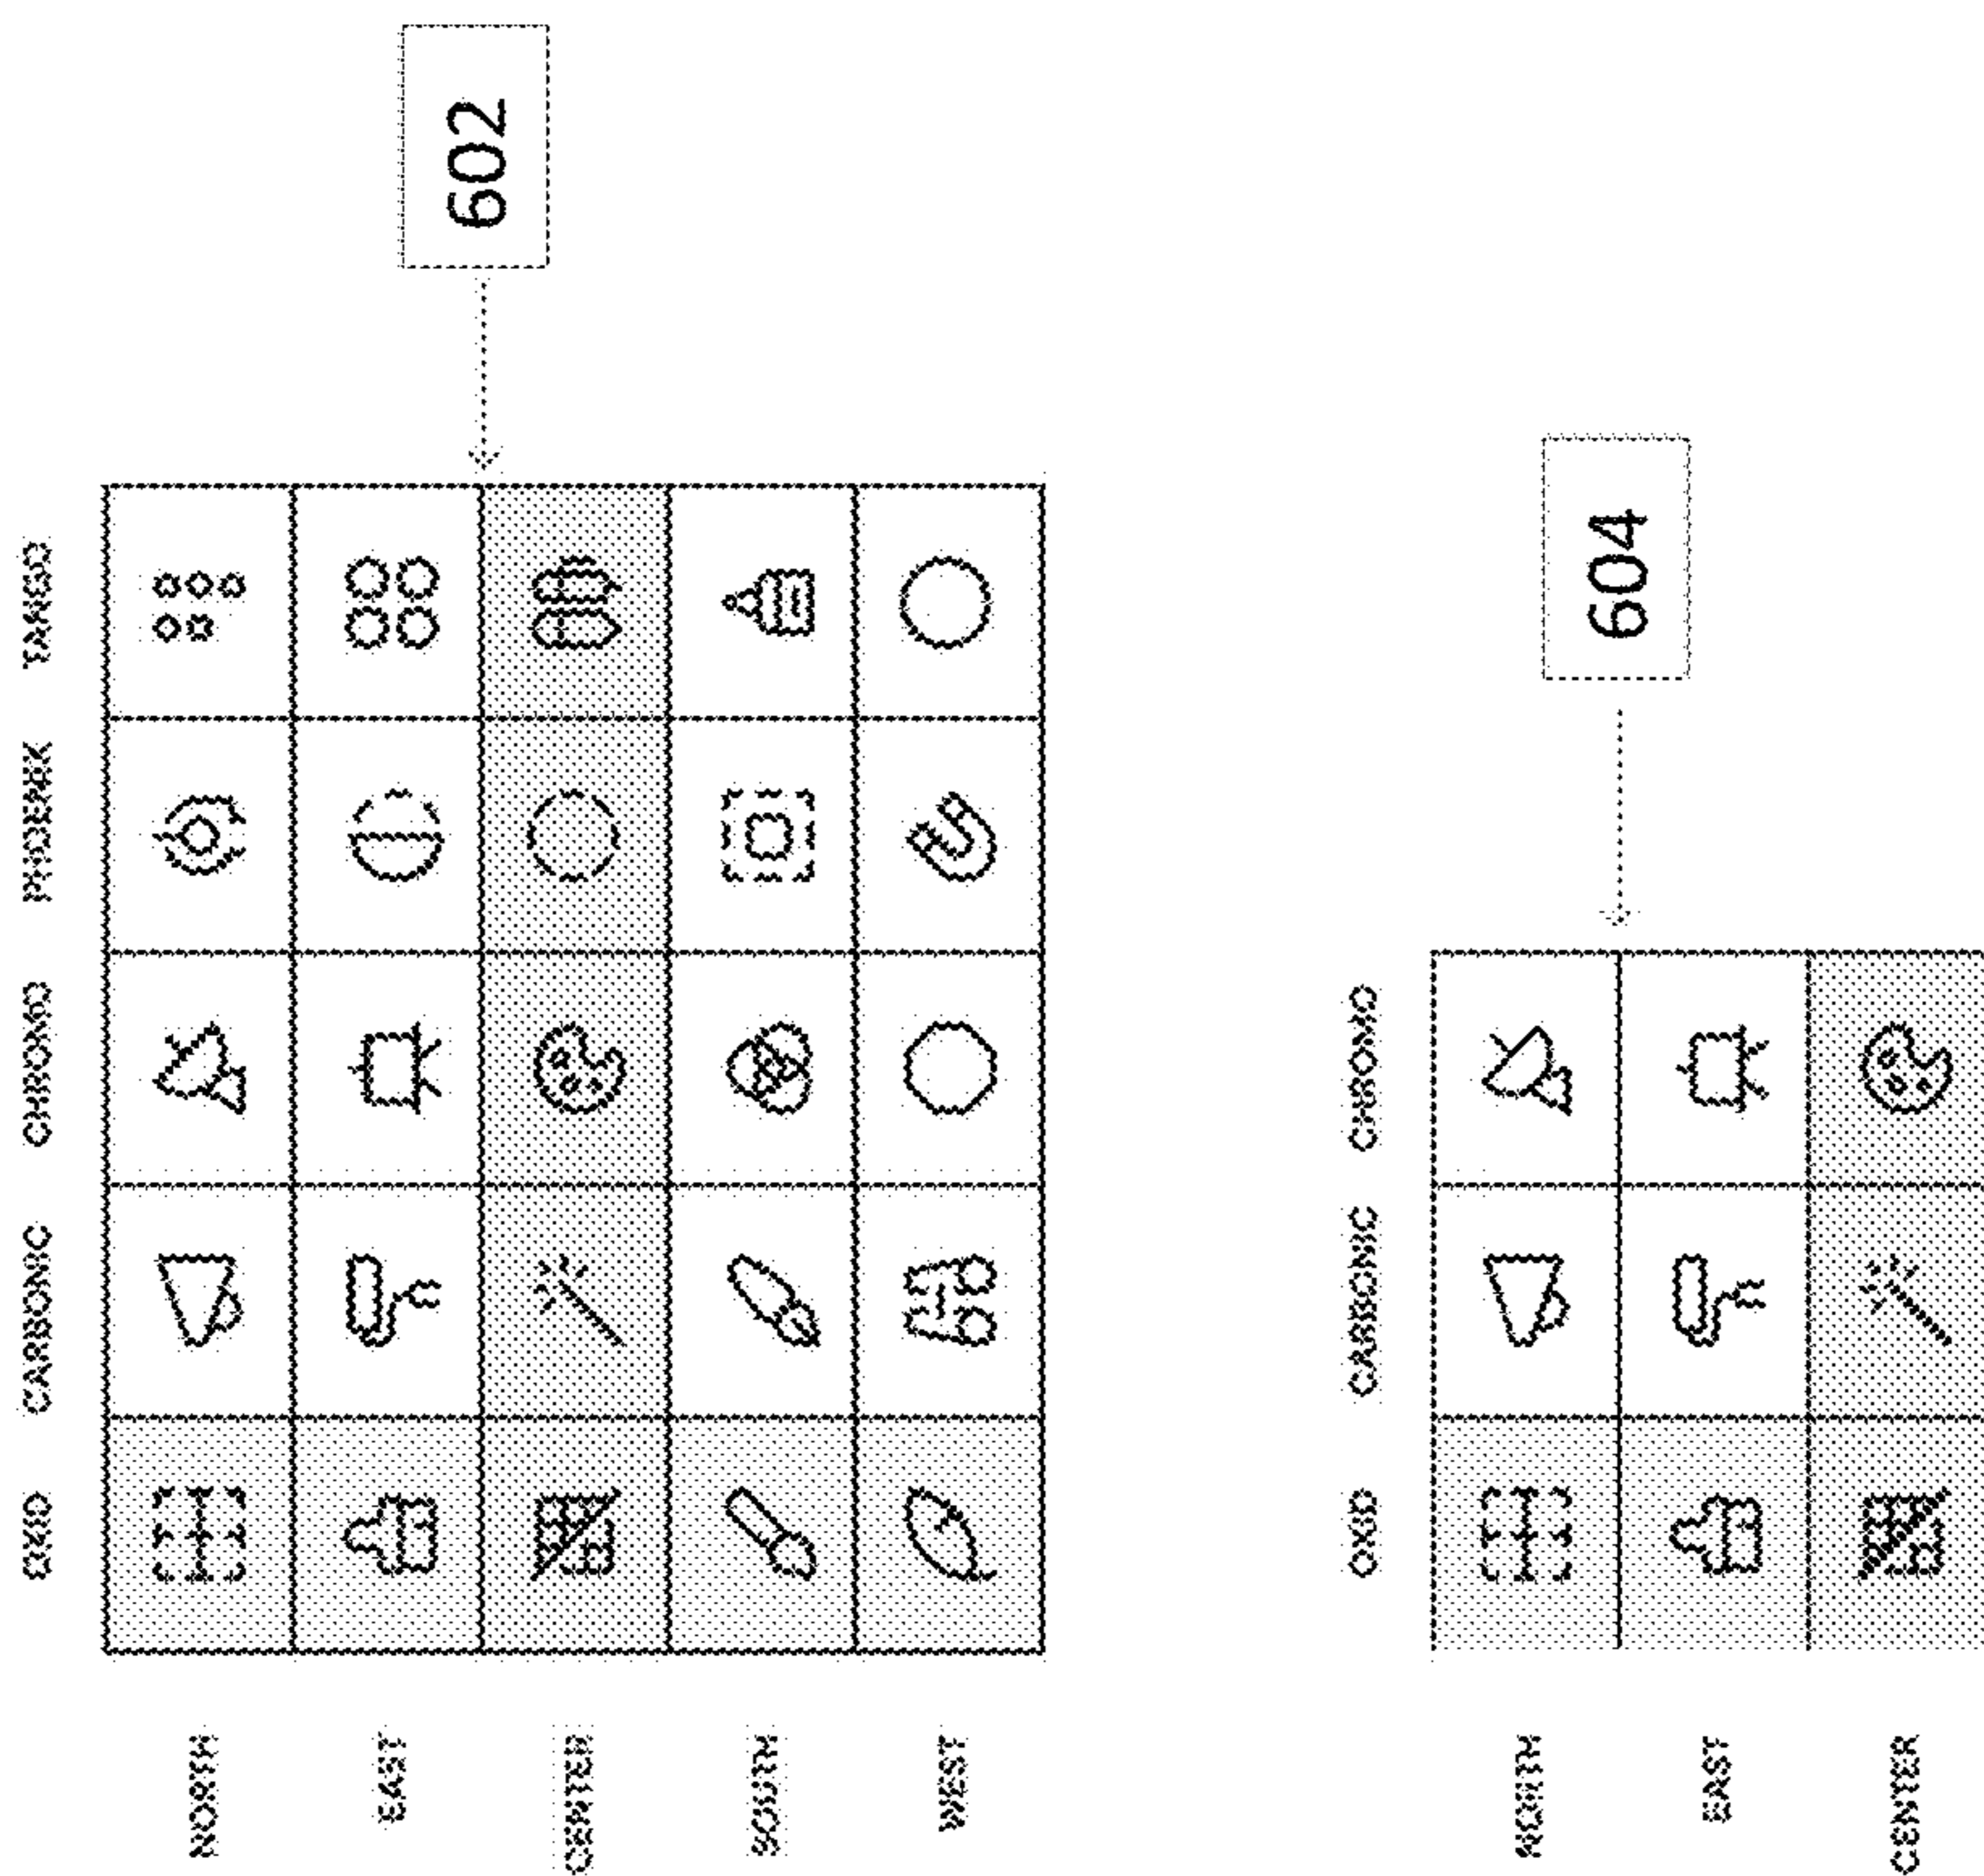 OXID CARBONIC CHROMO PHOENIX TANGO
NORTH
EAST
602
CENTER
SOUTH
WEST
OXID CARBONIC CHROMO
NORTH
604
EAST
CENTER